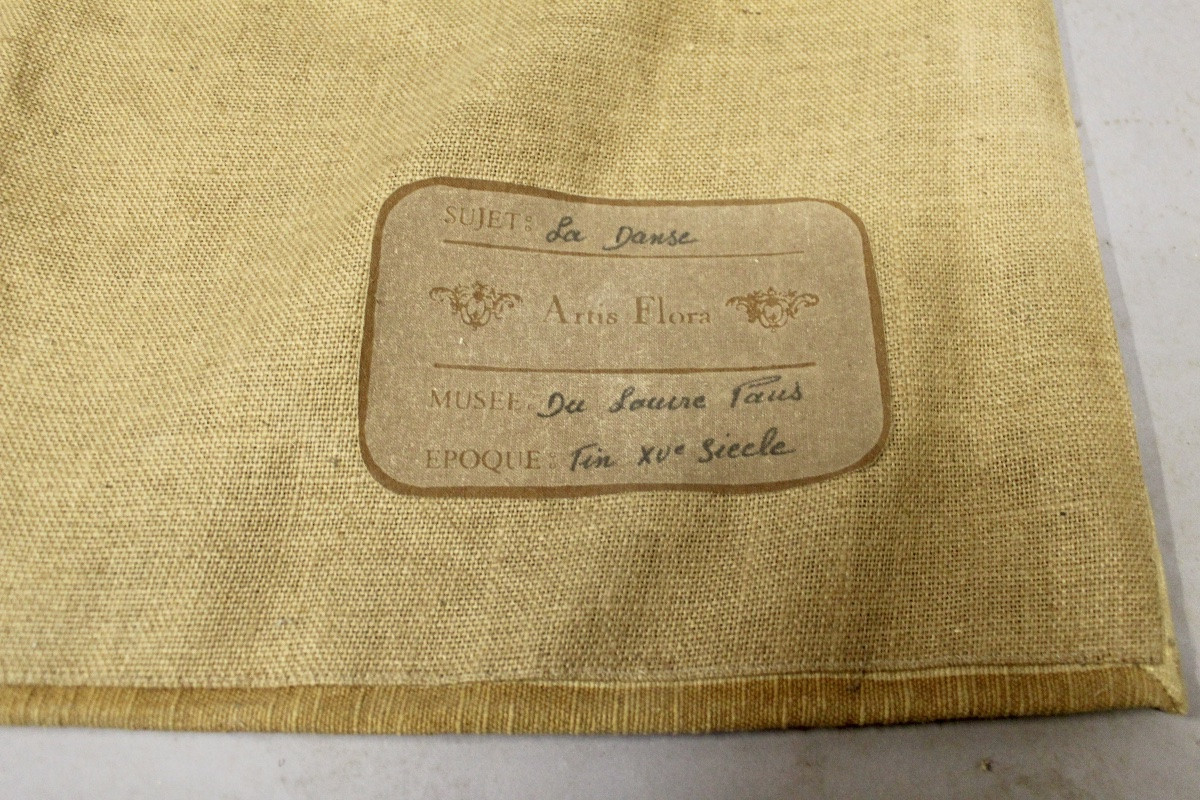 SUJET: La Danse
Artis Flora
MUSEE: Du Louvre Paris
EPOQUE: Fin XVe Siecle